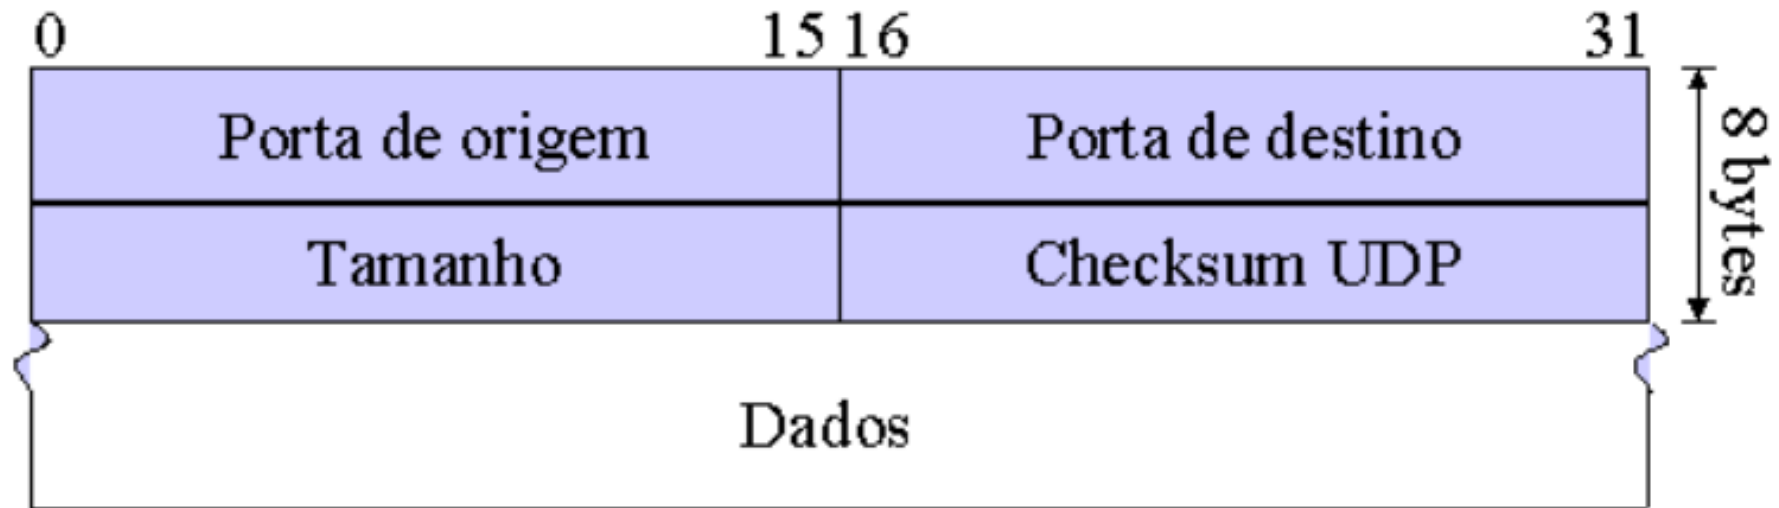 0 15 16 31
Porta de origem Porta de destino
Tamanho Checksum UDP
8 bytes
Dados